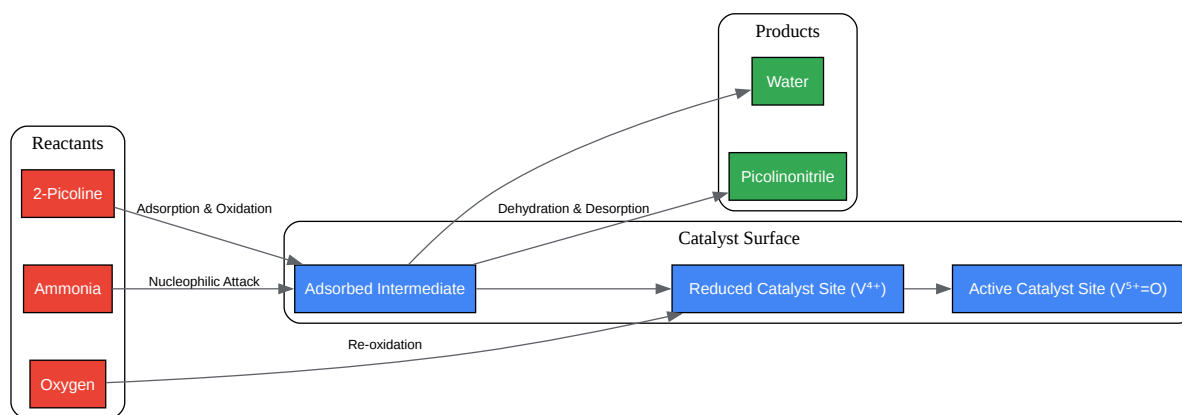 Products
Water
Reactants
2-Picoline
Picolinonitrile
Adsorption & Oxidation
Dehydration & Desorption
Catalyst Surface
Ammonia
Nucleophilic Attack
Adsorbed Intermediate
Reduced Catalyst Site (V⁴⁺)
Active Catalyst Site (V⁵⁺=O)
Re-oxidation
Oxygen